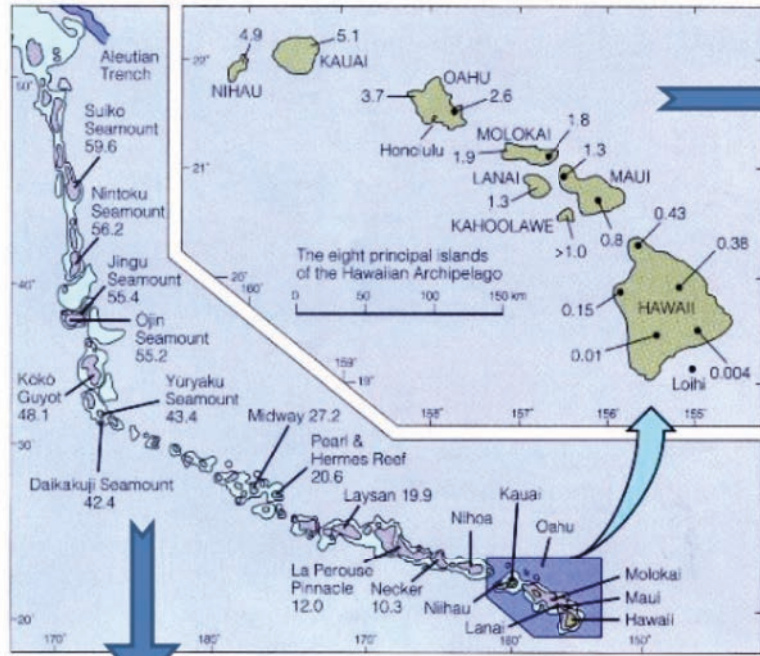 Aleutian
Trench
50°
Suiko
Seamount
59.6
Nintoku
Seamount
56.2
Jingu
Seamount
55.4
40°
Ojin
Seamount
55.2
Kōkō
Guyot
48.1
Yūryaku
Seamount
43.4
30°
Daikakuji Seamount
42.4
Midway 27.2
Pearl &
Hermes Reef
20.6
Laysan 19.9
La Perouse
Pinnacle
12.0
Necker
10.3
Nihoa
Niihau
Kauai
Oahu
Molokai
Maui
Lanai
Hawaii
20°
170°
180°
170°
160°
150°
4.9
NIHAU
5.1
KAUAI
OAHU
3.7
2.6
Honolulu
MOLOKAI
1.8
1.9
LANAI
1.3
1.3
MAUI
KAHOOLAWE
>1.0
0.8
0.43
0.38
0.15
HAWAII
0.01
0.004
Loihi
21°
20°
160°
159°
19°
158°
157°
156°
155°
The eight principal islands
of the Hawaiian Archipelago
0 50 100 150 km